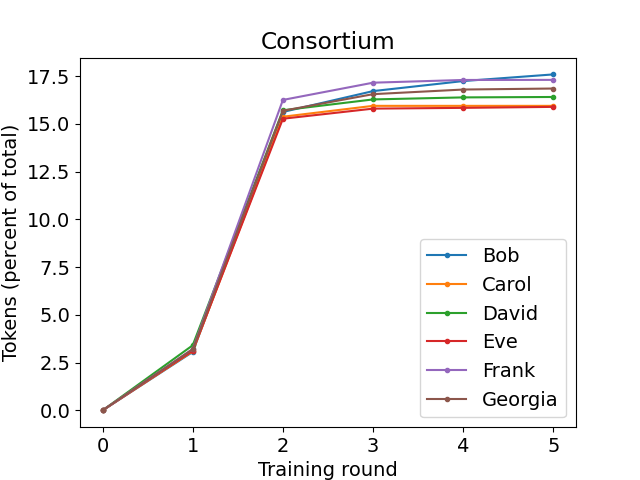 Consortium
Tokens (percent of total)
17.5
15.0
12.5
10.0
7.5
5.0
2.5
0.0
Bob
Carol
David
Eve
Frank
Georgia
0 1 2 3 4 5
Training round